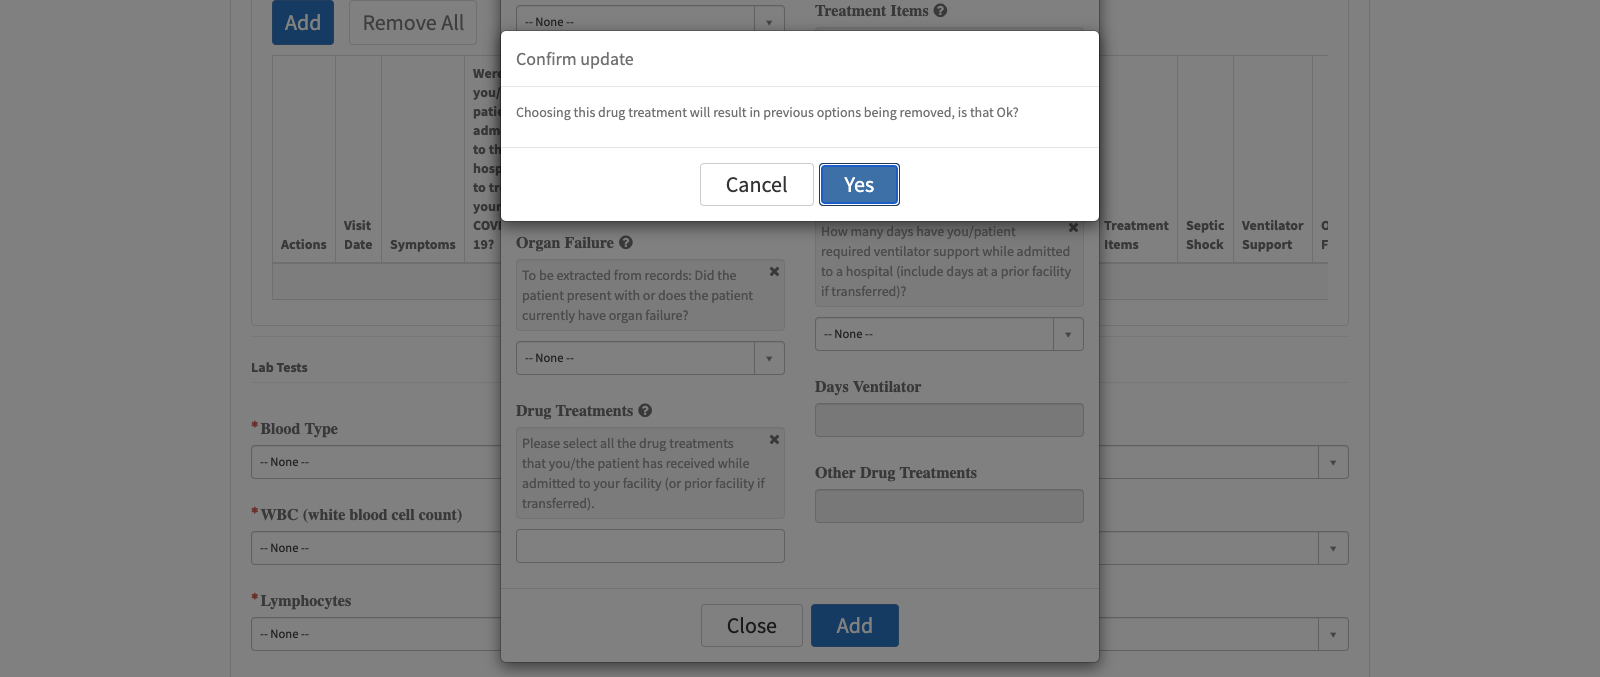 Add
Remove All
-- None --
Treatment Items
Confirm update
Choosing this drug treatment will result in previous options being removed, is that Ok?
Cancel
Yes
Actions
Visit
Date
Symptoms
Were
you/
patie
adm
to th
hosp
to tr
your
COVI
19?
Treatment
Items
Septic
Shock
Ventilator
Support
O
F
Organ Failure
To be extracted from records: Did the
patient present with or does the patient
currently have organ failure?
-- None --
How many days have you/patient
required ventilator support while admitted
to a hospital (include days at a prior facility
if transferred)?
-- None --
Days Ventilator
Drug Treatments
Please select all the drug treatments
that you/the patient has received while
admitted to your facility (or prior facility if
transferred).
Other Drug Treatments
Close
Add
Lab Tests
*Blood Type
-- None --
*WBC (white blood cell count)
-- None --
*Lymphocytes
-- None --